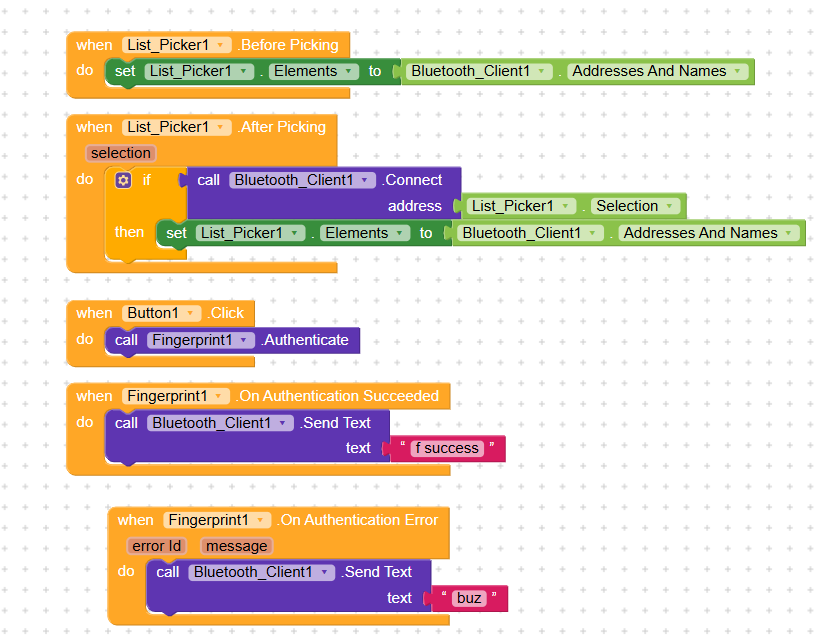 when List_Picker1 .Before Picking
do set List_Picker1 . Elements to Bluetooth_Client1 . Addresses And Names
when List_Picker1 .After Picking
selection
do if call Bluetooth_Client1 .Connect
address List_Picker1 . Selection
then set List_Picker1 . Elements to Bluetooth_Client1 . Addresses And Names
when Button1 .Click
do call Fingerprint1 .Authenticate
when Fingerprint1 .On Authentication Succeeded
do call Bluetooth_Client1 .Send Text
text “ f success ”
when Fingerprint1 .On Authentication Error
error Id message
do call Bluetooth_Client1 .Send Text
text “ buz ”